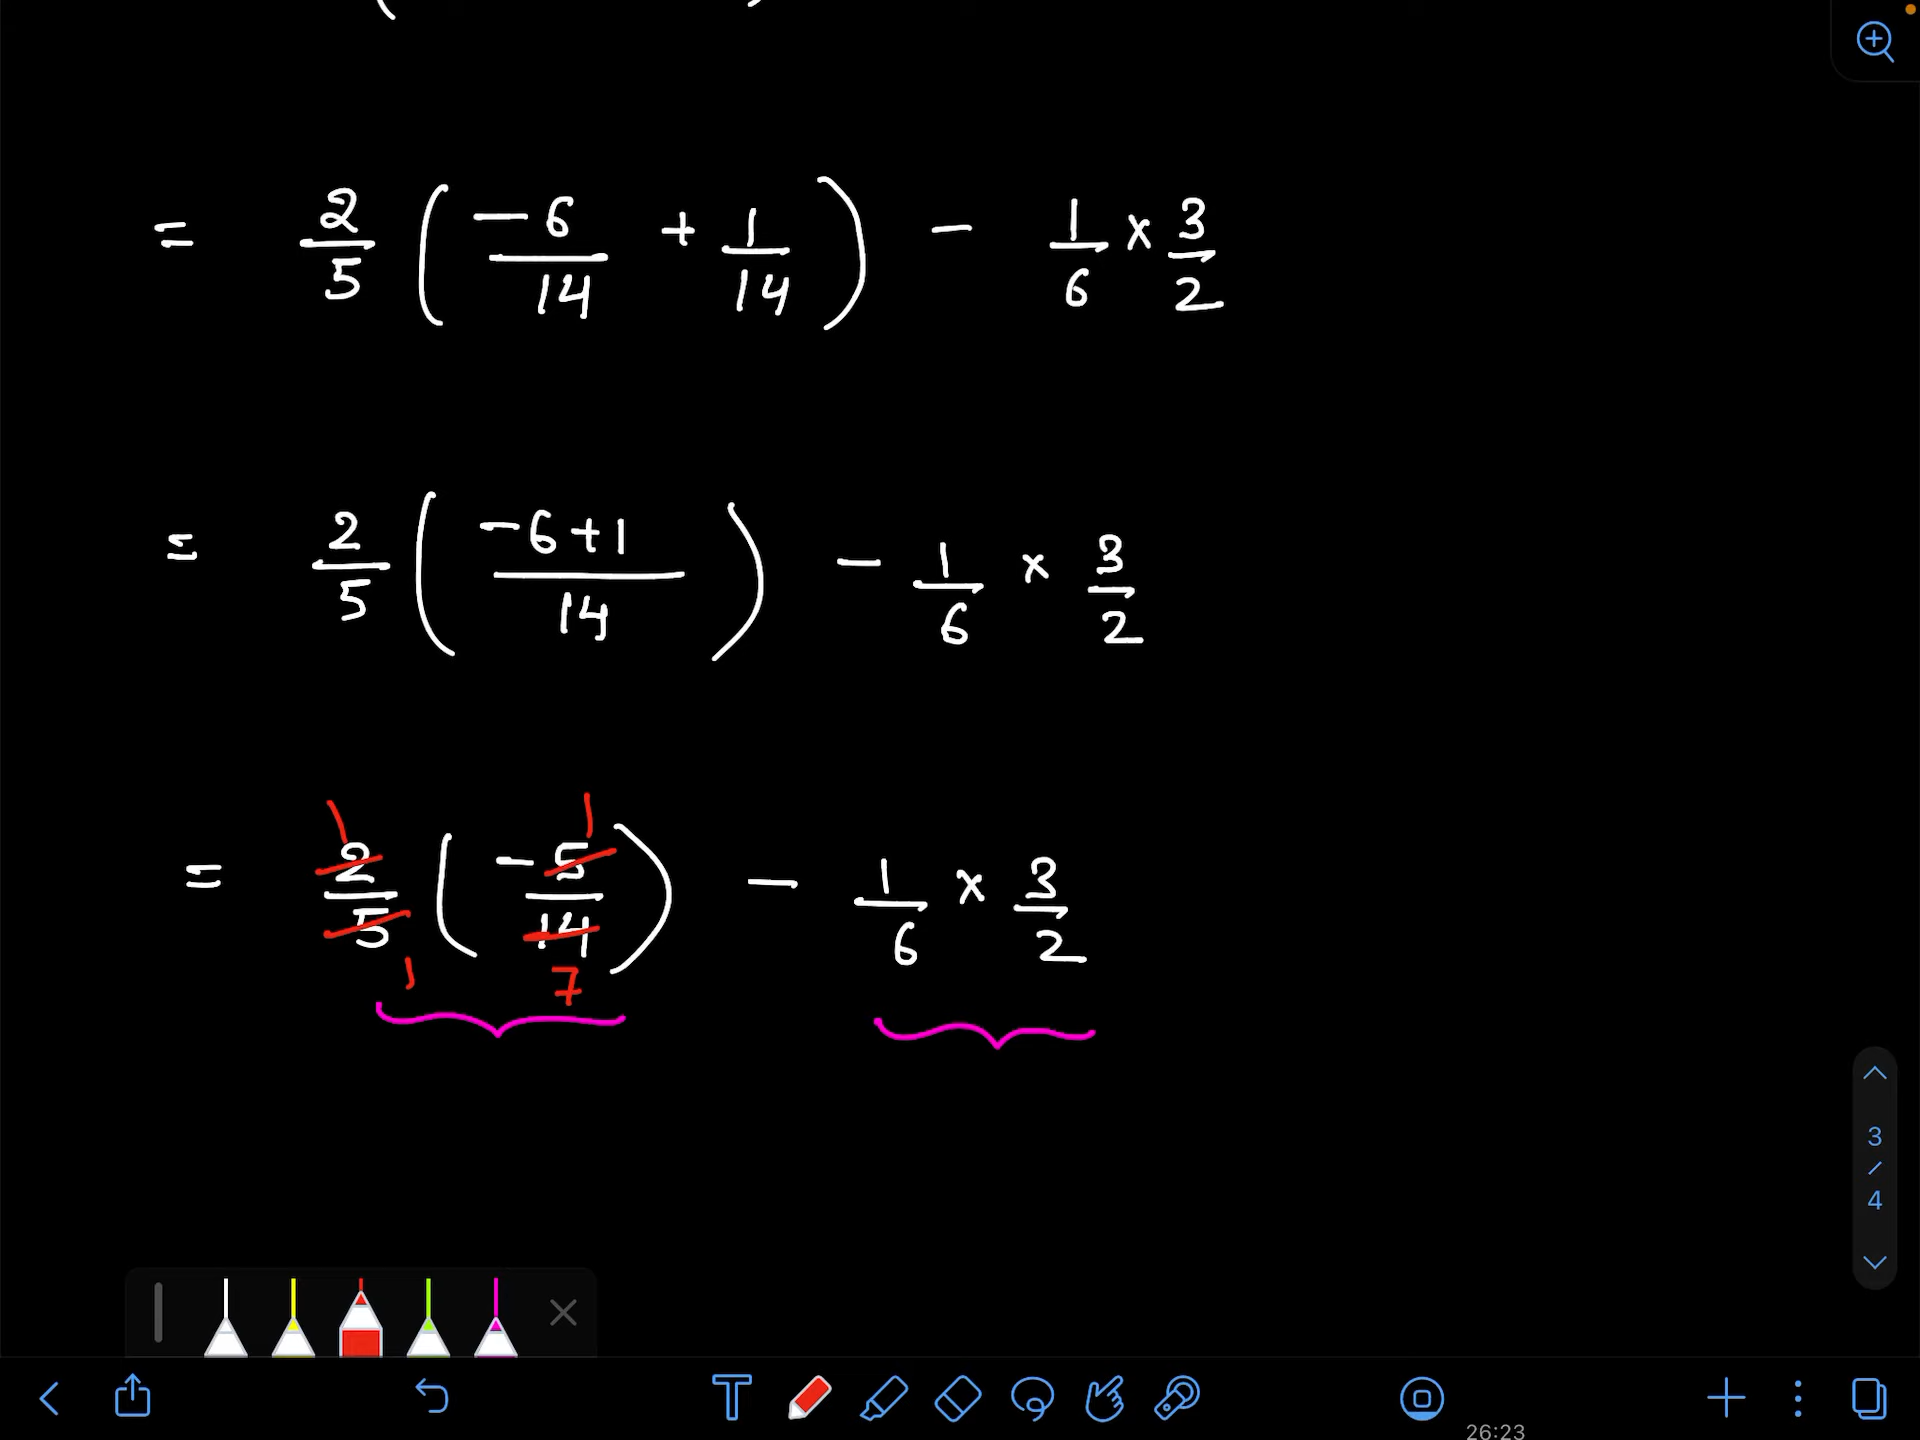 = 2/5 ( -6/14 + 1/14 ) - 1/6 × 3/2
= 2/5 ( -6+1/14 ) - 1/6 × 3/2
= 2/5 ( -5/14 ) - 1/6 × 3/2
1 1
1 7
3
/
4
T
26:23